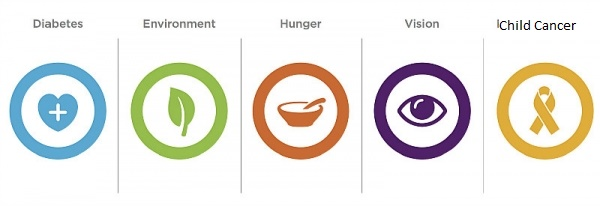 Diabetes
Environment
Hunger
Vision
Child Cancer